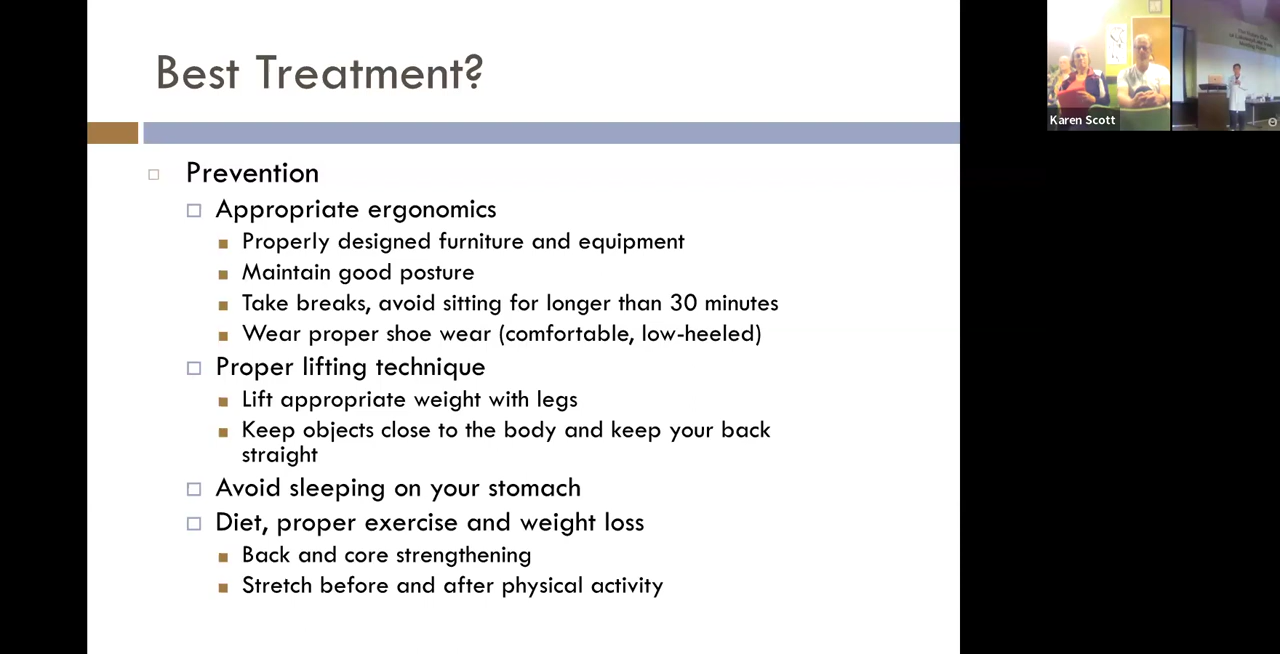 Best Treatment?
Prevention
Appropriate ergonomics
Properly designed furniture and equipment
Maintain good posture
Take breaks, avoid sitting for longer than 30 minutes
Wear proper shoe wear (comfortable, low-heeled)
Proper lifting technique
Lift appropriate weight with legs
Keep objects close to the body and keep your back
straight
Avoid sleeping on your stomach
Diet, proper exercise and weight loss
Back and core strengthening
Stretch before and after physical activity
Karen Scott